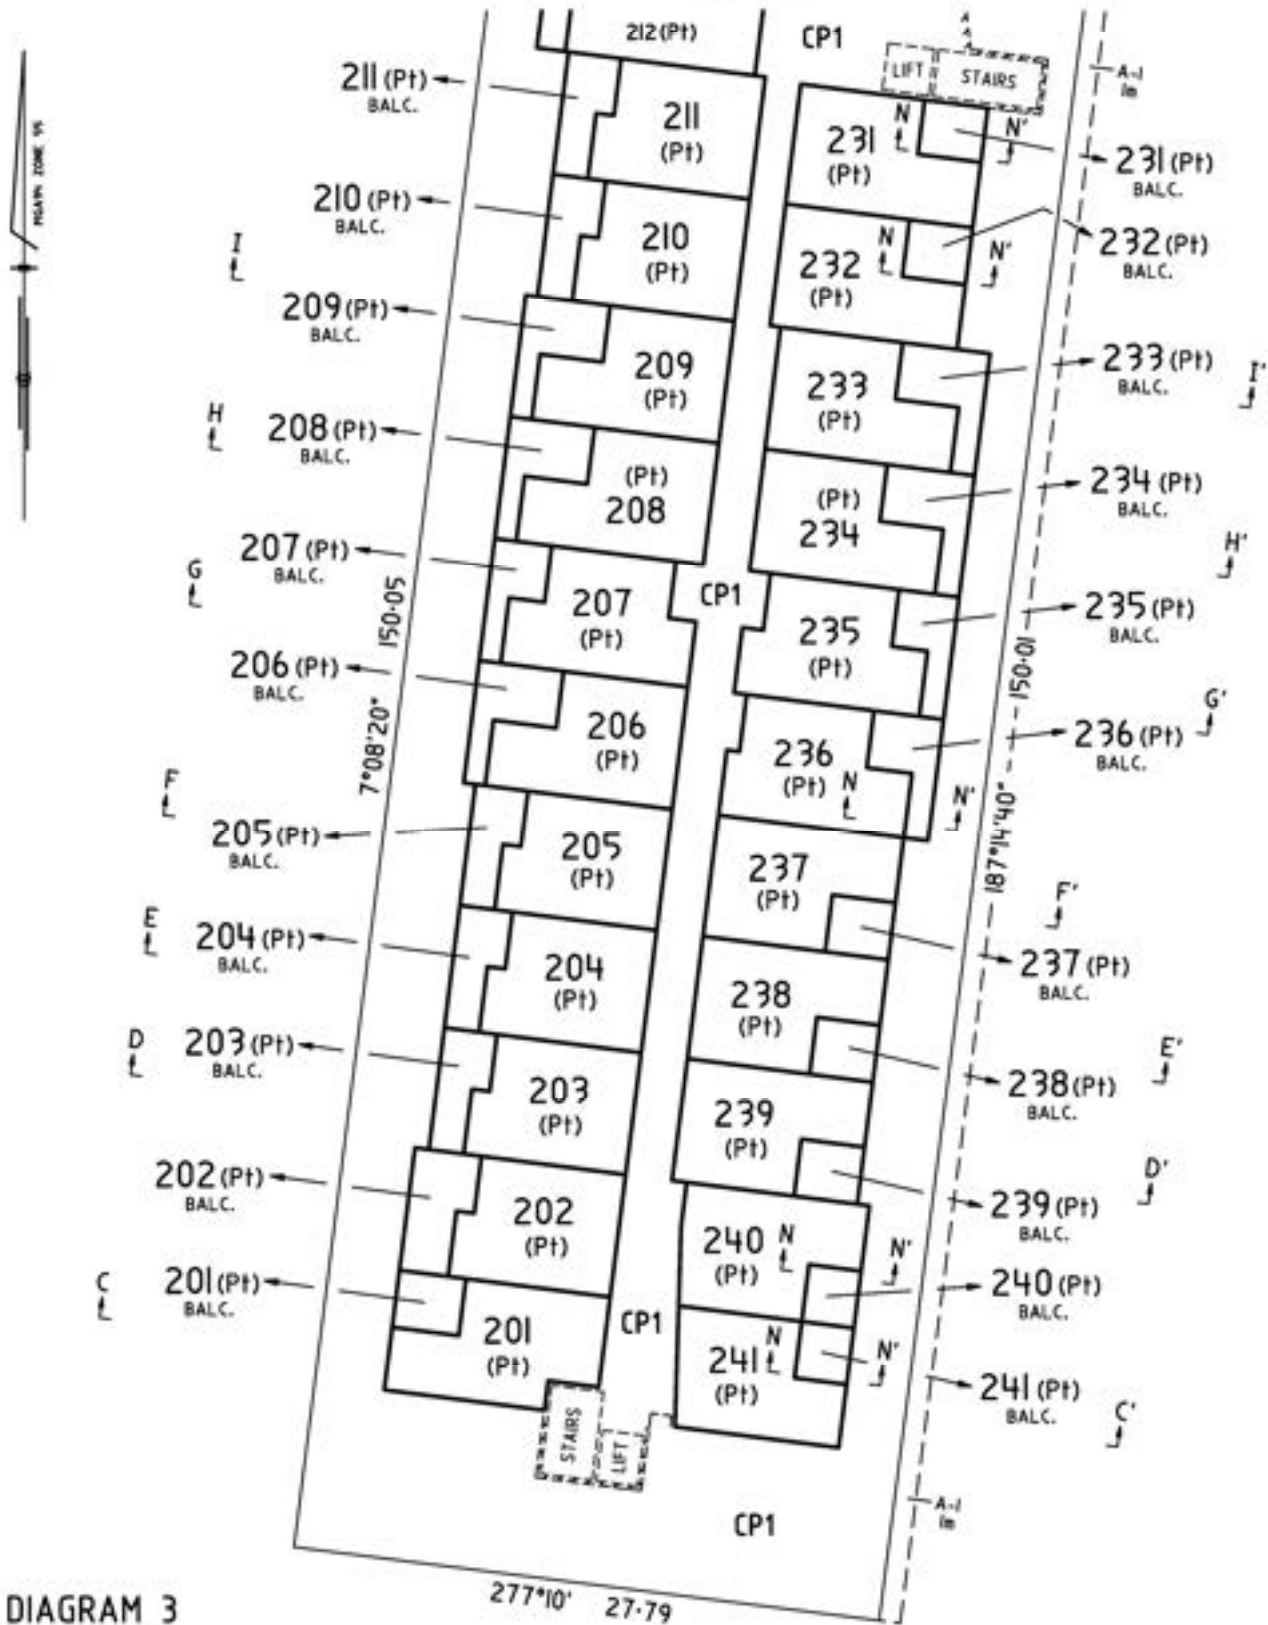 212(Pt)
CP1
LIFT
STAIRS
A
A
A
A-1
1m
MGA94 ZONE 55
211 (Pt)
BALC.
211
(Pt)
231
(Pt)
N
N'
231 (Pt)
BALC.
210 (Pt)
BALC.
210
(Pt)
232
(Pt)
N
N'
232 (Pt)
BALC.
I
209 (Pt)
BALC.
209
(Pt)
233
(Pt)
233 (Pt)
BALC.
I'
H
208 (Pt)
BALC.
(Pt)
208
(Pt)
234
234 (Pt)
BALC.
H'
G
207 (Pt)
BALC.
207
(Pt)
CP1
235
(Pt)
235 (Pt)
BALC.
150·05
7°08'20"
150·01
187°14'40"
206 (Pt)
BALC.
206
(Pt)
236
(Pt)
N
N'
236 (Pt)
BALC.
G'
F
205 (Pt)
BALC.
205
(Pt)
237
(Pt)
237 (Pt)
BALC.
F'
E
204 (Pt)
BALC.
204
(Pt)
238
(Pt)
238 (Pt)
BALC.
E'
D
203 (Pt)
BALC.
203
(Pt)
239
(Pt)
239 (Pt)
BALC.
D'
202 (Pt)
BALC.
202
(Pt)
240
(Pt)
N
N'
240 (Pt)
BALC.
C
201 (Pt)
BALC.
201
(Pt)
CP1
241
(Pt)
N
N'
241 (Pt)
BALC.
C'
STAIRS
LIFT
CP1
A-1
1m
277°10' 27·79
DIAGRAM 3